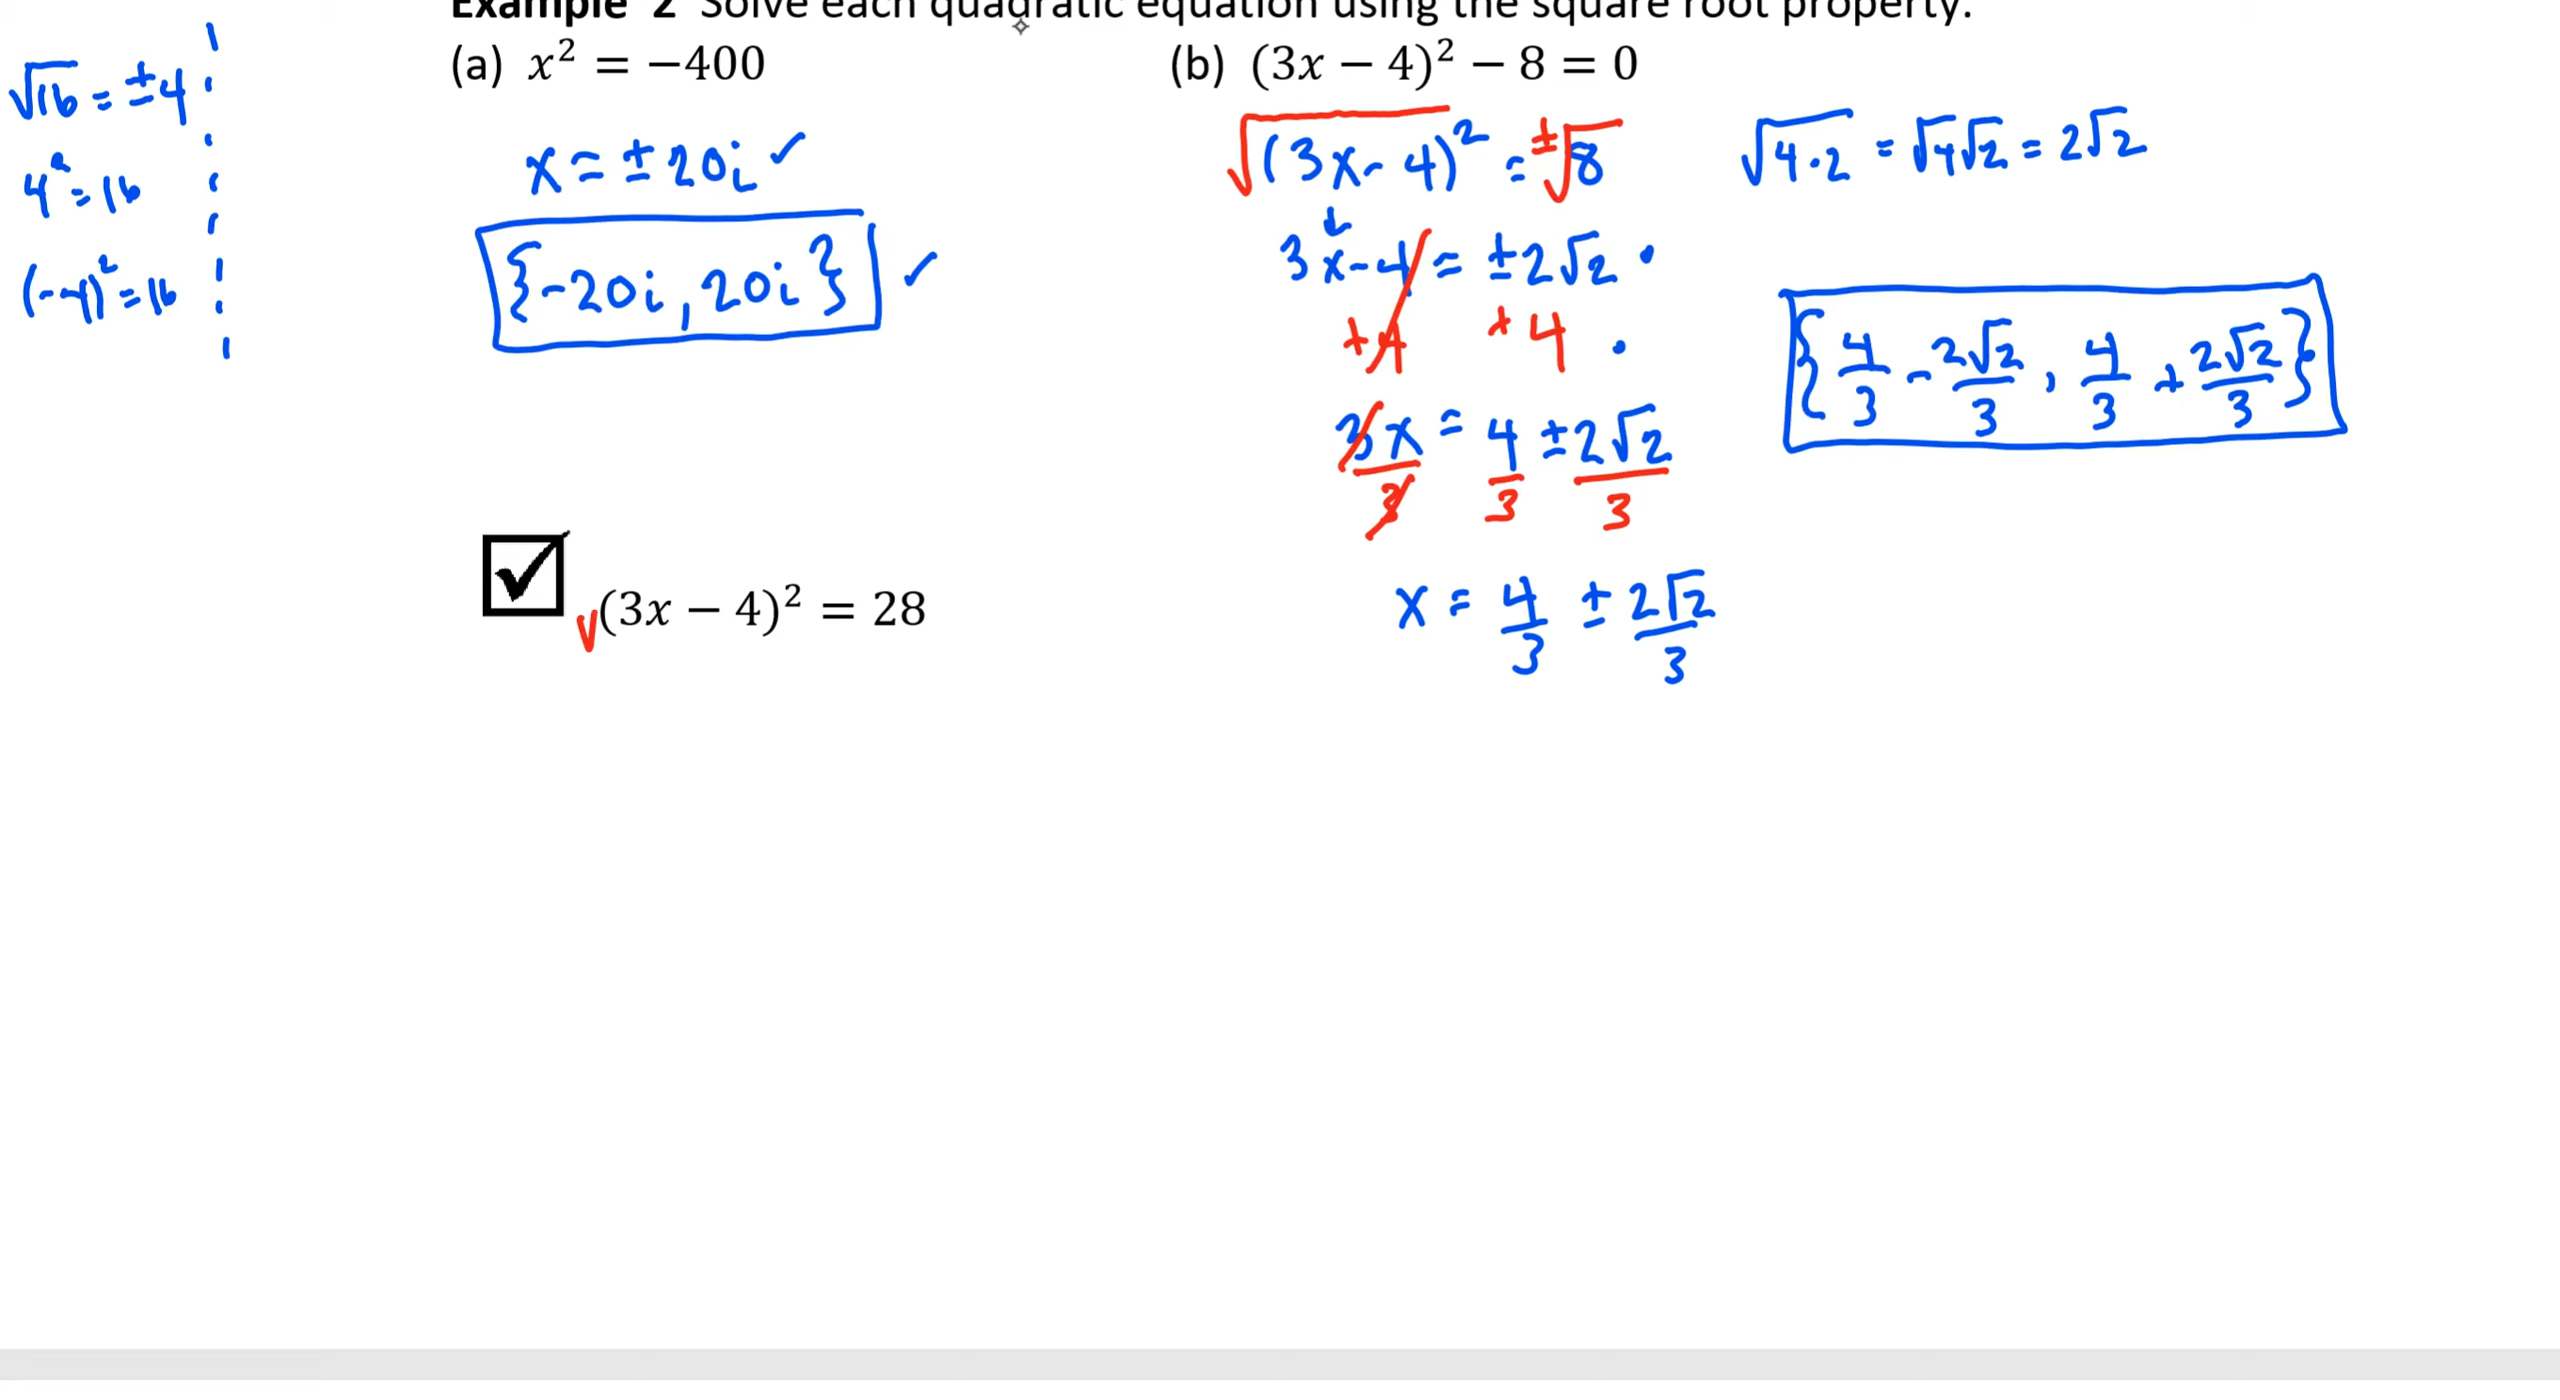 Example 2 Solve each quadratic equation using the square root property.
(a) x² = −400
(b) (3x − 4)² − 8 = 0
√16 = ±4
4² = 16
(-4)² = 16
x = ±20i ✓
{-20i, 20i} ✓
√(3x - 4)² = ±√8
√4·2 = √4√2 = 2√2
3x - 4 = ±2√2
+4 +4
3x = 4 ± 2√2
3 3 3
x = 4/3 ± 2√2/3
{4/3 - 2√2/3, 4/3 + 2√2/3}
☑ √(3x − 4)² = 28